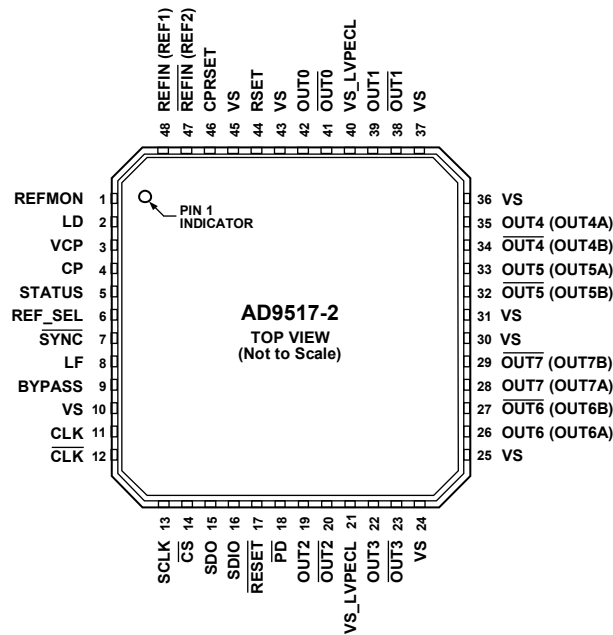 48 REFIN (REF1)
47 REFIN (REF2)
46 CPRSET
45 VS
44 RSET
43 VS
42 OUT0
41 OUT0
40 VS_LVPECL
39 OUT1
38 OUT1
37 VS
REFMON 1
LD 2
VCP 3
CP 4
STATUS 5
REF_SEL 6
SYNC 7
LF 8
BYPASS 9
VS 10
CLK 11
CLK 12
PIN 1
INDICATOR
AD9517-2
TOP VIEW
(Not to Scale)
36 VS
35 OUT4 (OUT4A)
34 OUT4 (OUT4B)
33 OUT5 (OUT5A)
32 OUT5 (OUT5B)
31 VS
30 VS
29 OUT7 (OUT7B)
28 OUT7 (OUT7A)
27 OUT6 (OUT6B)
26 OUT6 (OUT6A)
25 VS
SCLK 13
CS 14
SDO 15
SDIO 16
RESET 17
PD 18
OUT2 19
OUT2 20
VS_LVPECL 21
OUT3 22
OUT3 23
VS 24